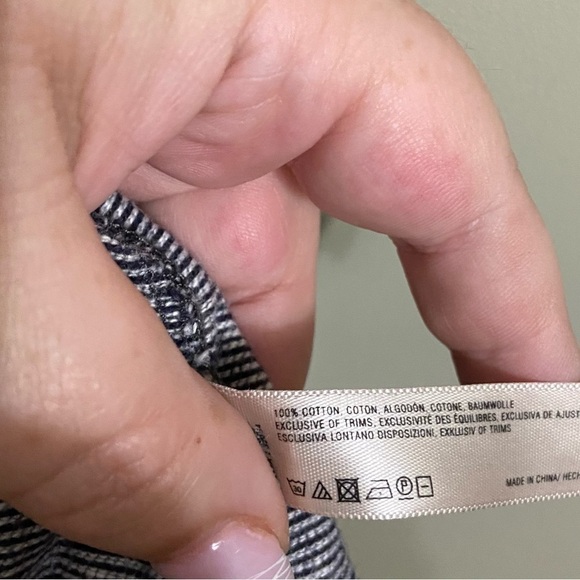 100% COTTON, COTON, ALGODÓN, COTONE, BAUMWOLLE
EXCLUSIVE OF TRIMS, EXCLUSIVITÉ DES ÉQUILIBRES, EXCLUSIVA DE AJUST
ESCLUSIVA LONTANO DISPOSIZIONI, EXKLUSIV OF TRIMS
30
P
MADE IN CHINA/ HECH